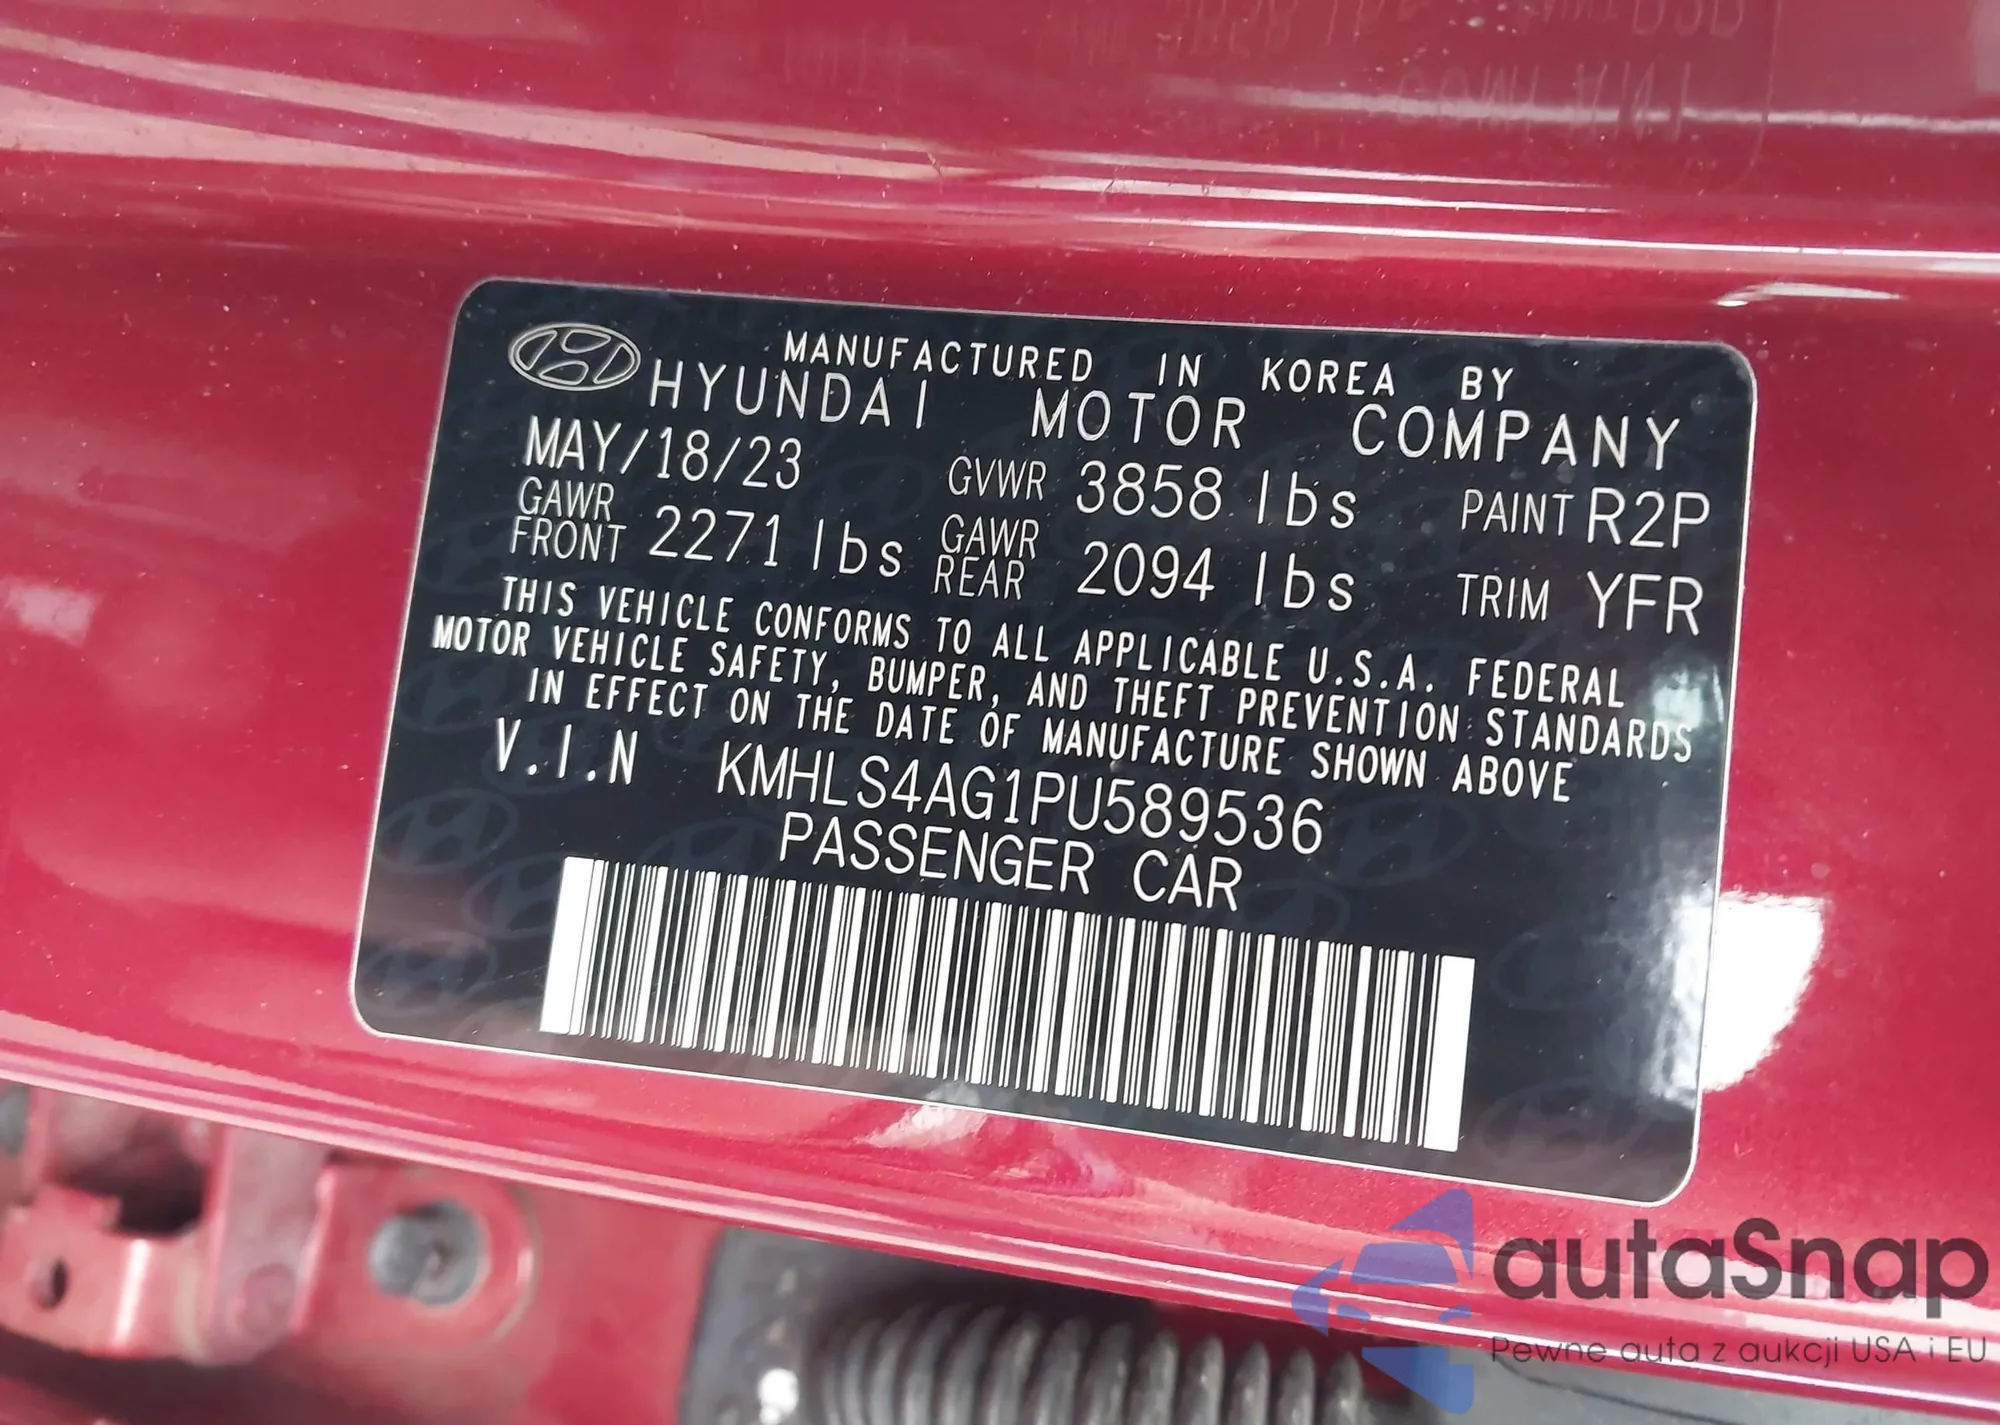 MANUFACTURED IN KOREA BY
HYUNDAI MOTOR COMPANY
MAY/18/23 GVWR 3858 lbs PAINT R2P
GAWR FRONT 2271 lbs GAWR REAR 2094 lbs TRIM YFR
THIS VEHICLE CONFORMS TO ALL APPLICABLE U.S.A. FEDERAL
MOTOR VEHICLE SAFETY, BUMPER, AND THEFT PREVENTION STANDARDS
IN EFFECT ON THE DATE OF MANUFACTURE SHOWN ABOVE
V.I.N KMHLS4AG1PU589536
PASSENGER CAR
autaSnap
Pewne auta z aukcji USA i EU